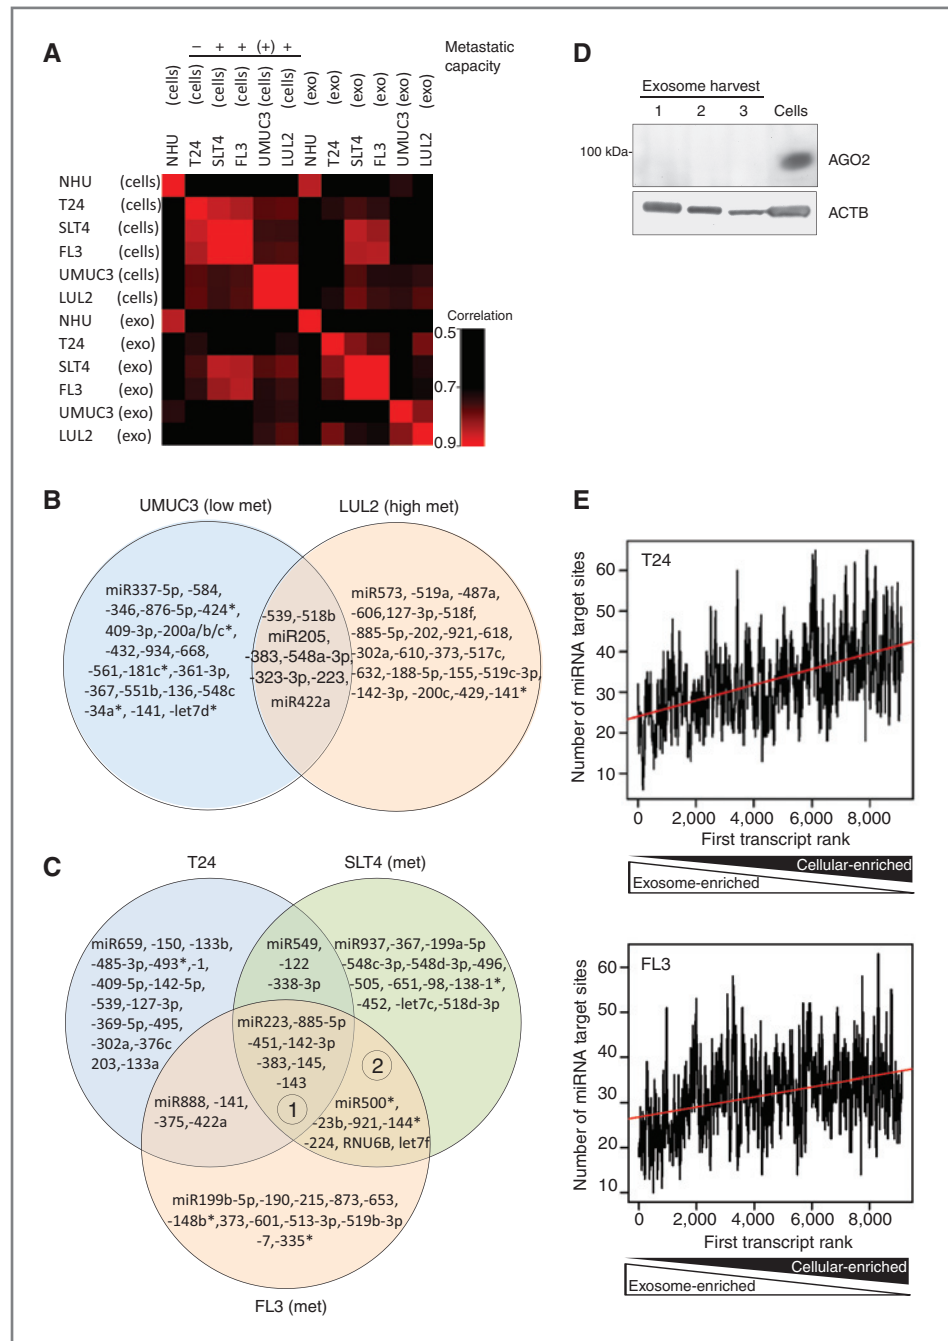 A
− + + (+) +
Metastatic
capacity
NHU (cells)
T24 (cells)
SLT4 (cells)
FL3 (cells)
UMUC3 (cells)
LUL2 (cells)
NHU (exo)
T24 (exo)
SLT4 (exo)
FL3 (exo)
UMUC3 (exo)
LUL2 (exo)
NHU (cells)
T24 (cells)
SLT4 (cells)
FL3 (cells)
UMUC3 (cells)
LUL2 (cells)
NHU (exo)
T24 (exo)
SLT4 (exo)
FL3 (exo)
UMUC3 (exo)
LUL2 (exo)
Correlation
0.5
0.7
0.9
B
UMUC3 (low met)
LUL2 (high met)
miR337-5p, -584,
-346,-876-5p,-424*,
409-3p,-200a/b/c*,
-432,-934,-668,
-561,-181c*,-361-3p,
-367,-551b,-136,-548c
-34a*, -141, -let7d*
-539,-518b
miR205,
-383,-548a-3p,
-323-3p,-223,
miR422a
miR573, -519a, -487a,
-606,127-3p,-518f,
-885-5p,-202,-921,-618,
-302a,-610,-373,-517c,
-632,-188-5p,-155,-519c-3p,
-142-3p, -200c,-429,-141*
C
T24
SLT4 (met)
miR659, -150, -133b,
-485-3p,-493*,-1,
-409-5p,-142-5p,
-539,-127-3p,
-369-5p,-495,
-302a,-376c
203,-133a
miR549,
-122
-338-3p
miR937,-367,-199a-5p
-548c-3p,-548d-3p,-496,
-505, -651,-98,-138-1*,
-452, -let7c,-518d-3p
miR223,-885-5p
-451,-142-3p
-383,-145,
-143
1
2
miR888, -141,
-375,-422a
miR500*,
-23b,-921,-144*
-224, RNU6B, let7f
miR199b-5p,-190,-215,-873,-653,
-148b*,373,-601,-513-3p,-519b-3p
-7,-335*
FL3 (met)
D
Exosome harvest
1 2 3 Cells
100 kDa-
AGO2
ACTB
E
T24
Number of miRNA target sites
60
50
40
30
20
10
0 2,000 4,000 6,000 8,000
First transcript rank
Cellular-enriched
Exosome-enriched
FL3
Number of miRNA target sites
60
50
40
30
20
10
0 2,000 4,000 6,000 8,000
First transcript rank
Cellular-enriched
Exosome-enriched